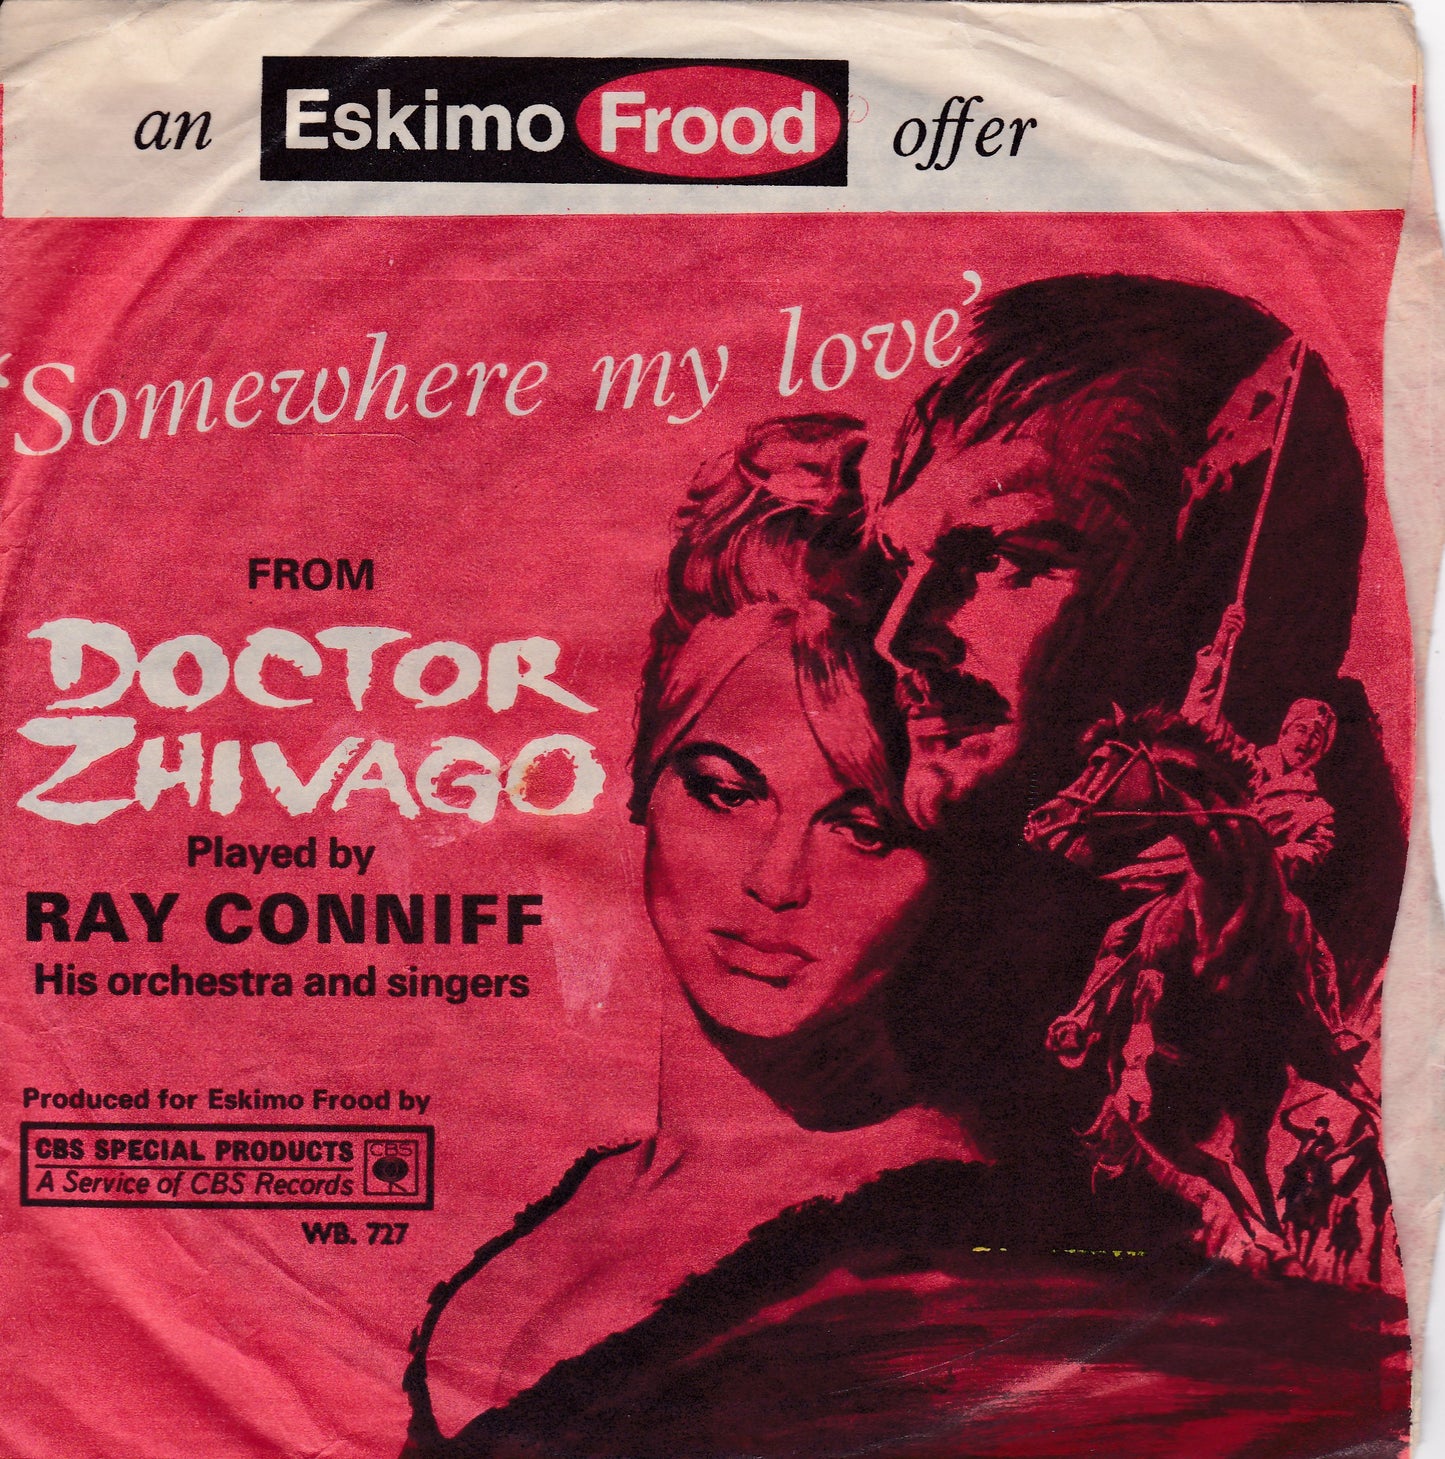 an Eskimo Frood offer
‘Somewhere my love’
FROM
DOCTOR
ZHIVAGO
Played by
RAY CONNIFF
His orchestra and singers
Produced for Eskimo Frood by
CBS SPECIAL PRODUCTS
A Service of CBS Records
CBS
WB. 727